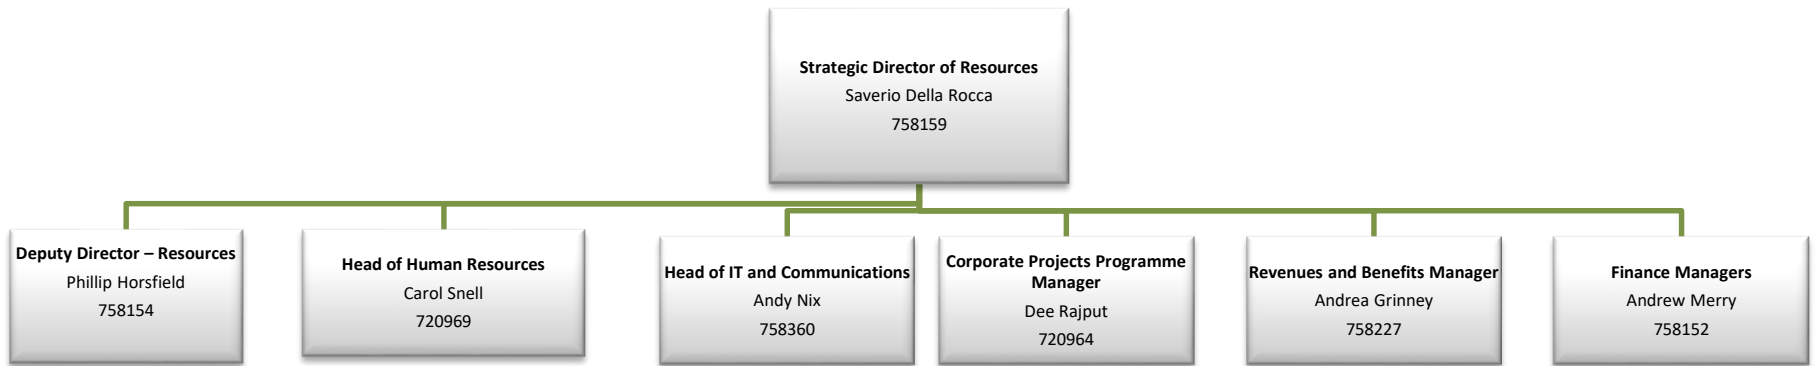 Strategic Director of Resources
Saverio Della Rocca
758159
Deputy Director – Resources
Phillip Horsfield
758154
Head of Human Resources
Carol Snell
720969
Head of IT and Communications
Andy Nix
758360
Corporate Projects Programme
Manager
Dee Rajput
720964
Revenues and Benefits Manager
Andrea Grinney
758227
Finance Managers
Andrew Merry
758152